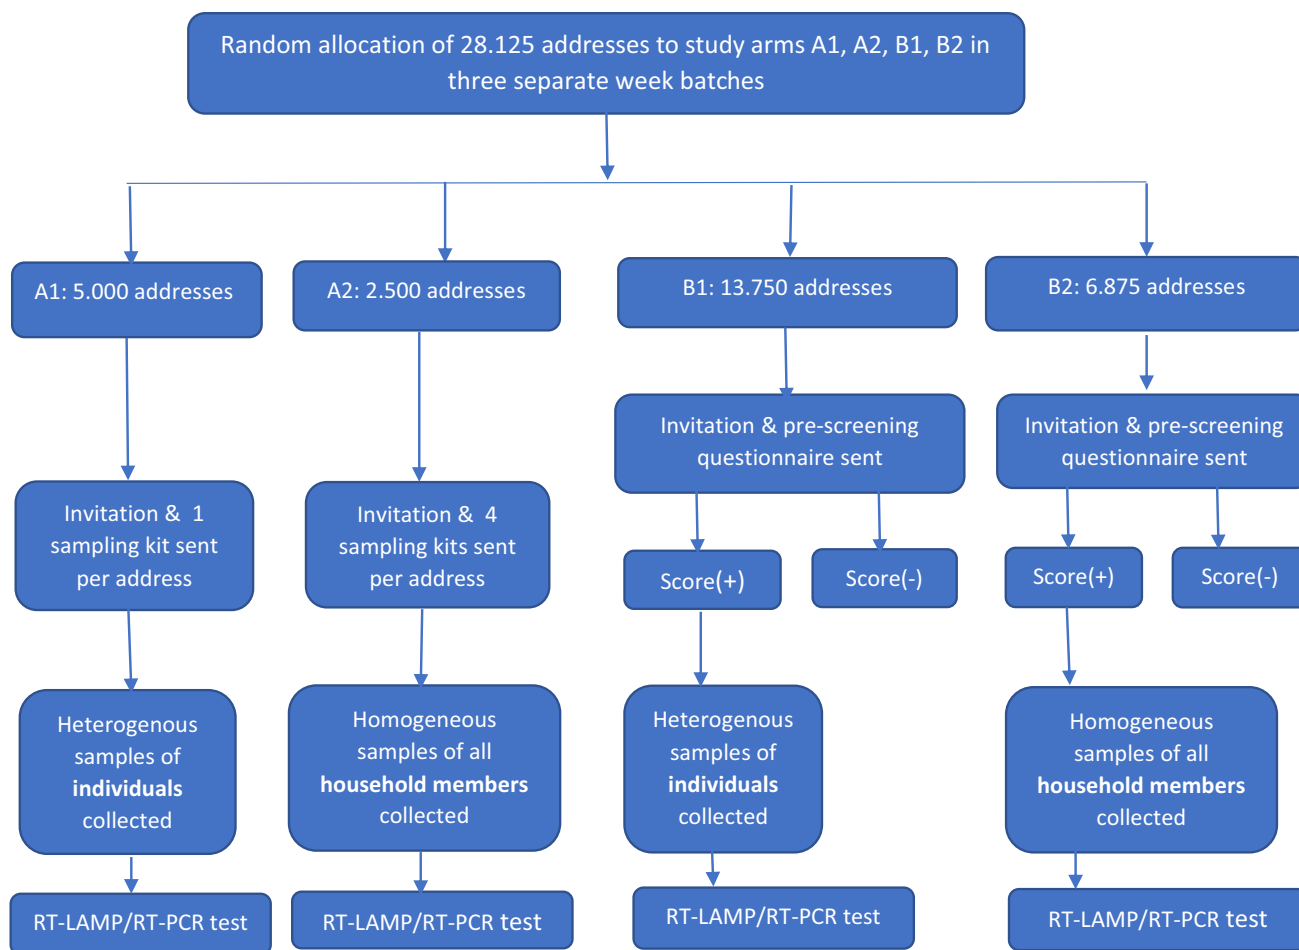 Random allocation of 28.125 addresses to study arms A1, A2, B1, B2 in
three separate week batches
A1: 5.000 addresses
A2: 2.500 addresses
B1: 13.750 addresses
B2: 6.875 addresses
Invitation & pre-screening
questionnaire sent
Invitation & pre-screening
questionnaire sent
Invitation & 1
sampling kit sent
per address
Invitation & 4
sampling kits sent
per address
Score(+)
Score(-)
Score(+)
Score(-)
Heterogenous
samples of
individuals
collected
Homogeneous
samples of all
household members
collected
Heterogenous
samples of
individuals
collected
Homogeneous
samples of all
household members
collected
RT-LAMP/RT-PCR test
RT-LAMP/RT-PCR test
RT-LAMP/RT-PCR test
RT-LAMP/RT-PCR test